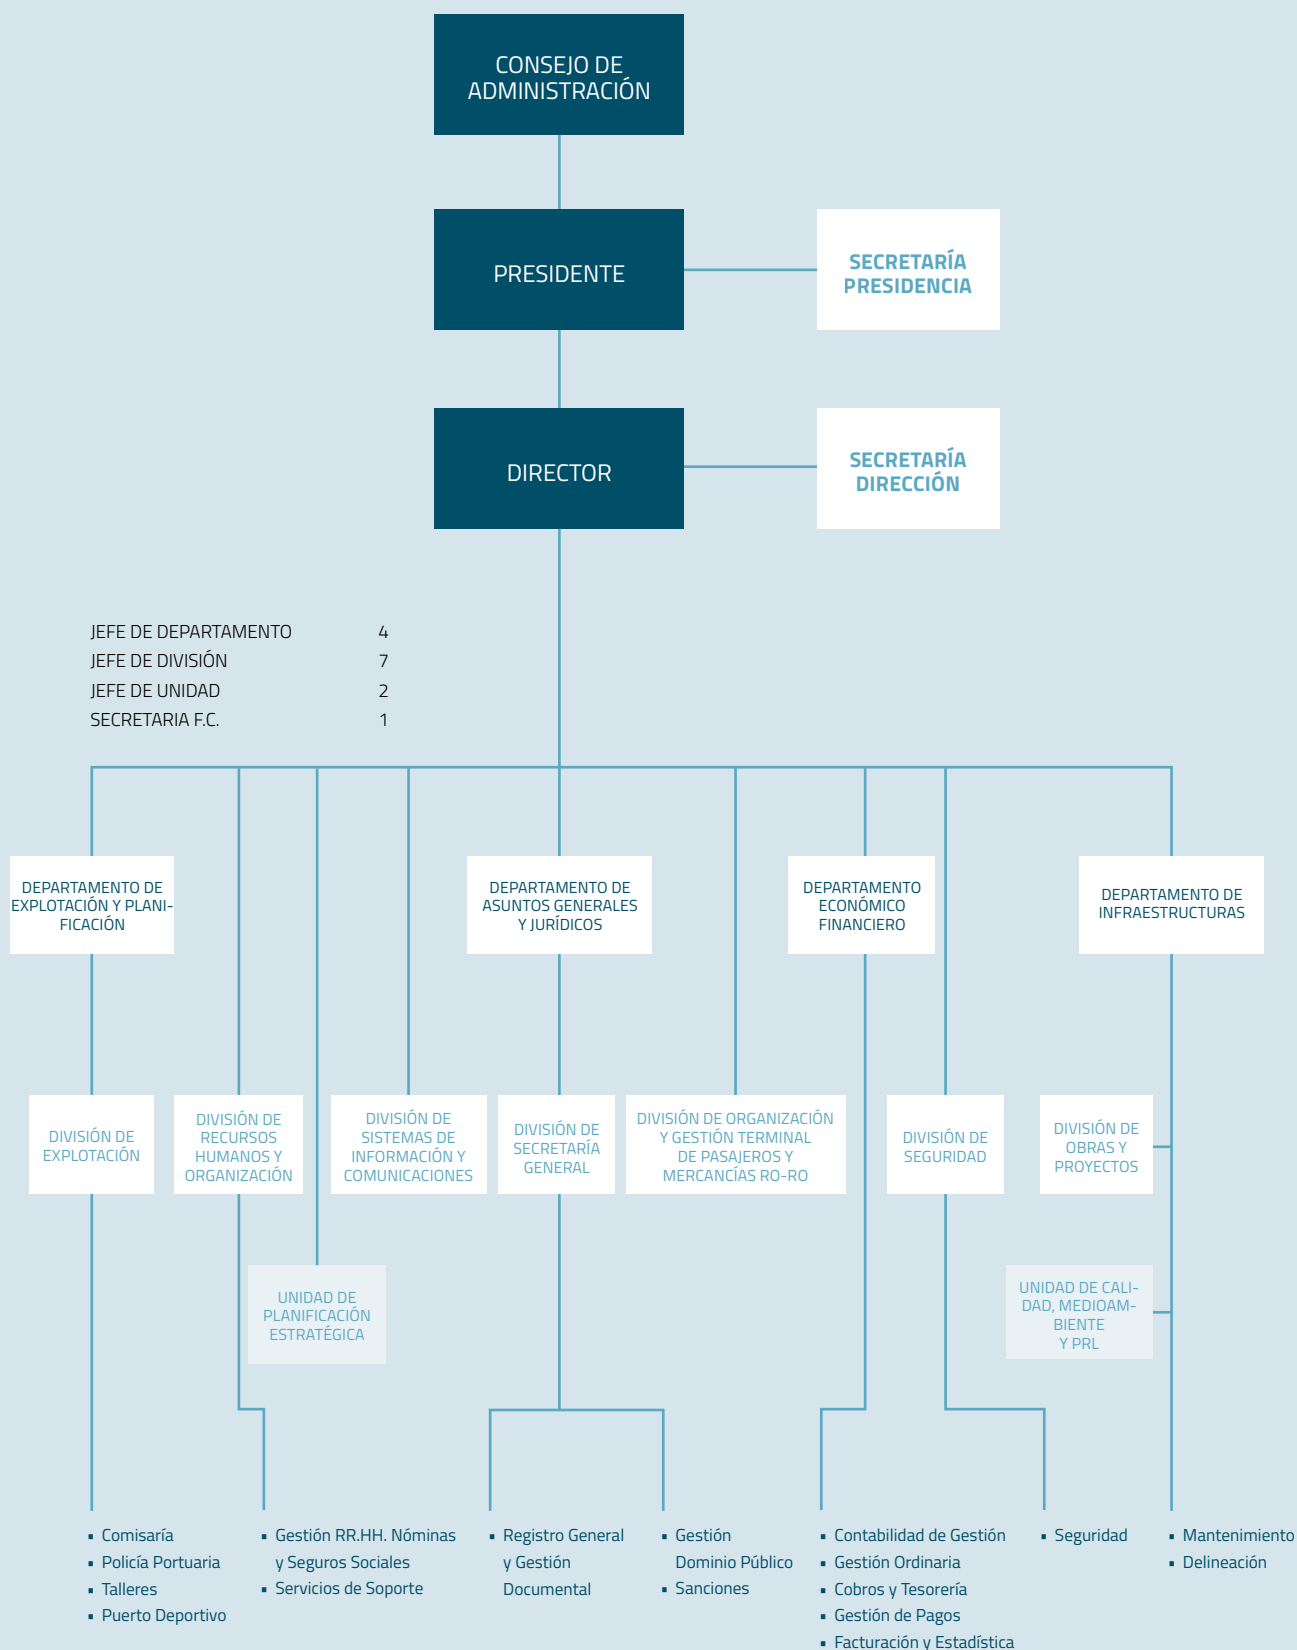 CONSEJO DE
ADMINISTRACIÓN
PRESIDENTE
SECRETARÍA
PRESIDENCIA
DIRECTOR
SECRETARÍA
DIRECCIÓN
JEFE DE DEPARTAMENTO 4
JEFE DE DIVISIÓN 7
JEFE DE UNIDAD 2
SECRETARIA F.C. 1
DEPARTAMENTO DE
EXPLOTACIÓN Y PLANI-
FICACIÓN
DEPARTAMENTO DE
ASUNTOS GENERALES
Y JURÍDICOS
DEPARTAMENTO
ECONÓMICO
FINANCIERO
DEPARTAMENTO DE
INFRAESTRUCTURAS
DIVISIÓN DE
EXPLOTACIÓN
DIVISIÓN DE
RECURSOS
HUMANOS Y
ORGANIZACIÓN
DIVISIÓN DE
SISTEMAS DE
INFORMACIÓN Y
COMUNICACIONES
DIVISIÓN DE
SECRETARÍA
GENERAL
DIVISIÓN DE ORGANIZACIÓN
Y GESTIÓN TERMINAL
DE PASAJEROS Y
MERCANCÍAS RO-RO
DIVISIÓN DE
SEGURIDAD
DIVISIÓN DE
OBRAS Y
PROYECTOS
UNIDAD DE
PLANIFICACIÓN
ESTRATÉGICA
UNIDAD DE CALI-
DAD, MEDIOAM-
BIENTE
Y PRL
▪ Comisaría
▪ Policía Portuaria
▪ Talleres
▪ Puerto Deportivo
▪ Gestión RR.HH. Nóminas
y Seguros Sociales
▪ Servicios de Soporte
▪ Registro General
y Gestión
Documental
▪ Gestión
Dominio Público
▪ Sanciones
▪ Contabilidad de Gestión
▪ Gestión Ordinaria
▪ Cobros y Tesorería
▪ Gestión de Pagos
▪ Facturación y Estadística
▪ Seguridad
▪ Mantenimiento
▪ Delineación